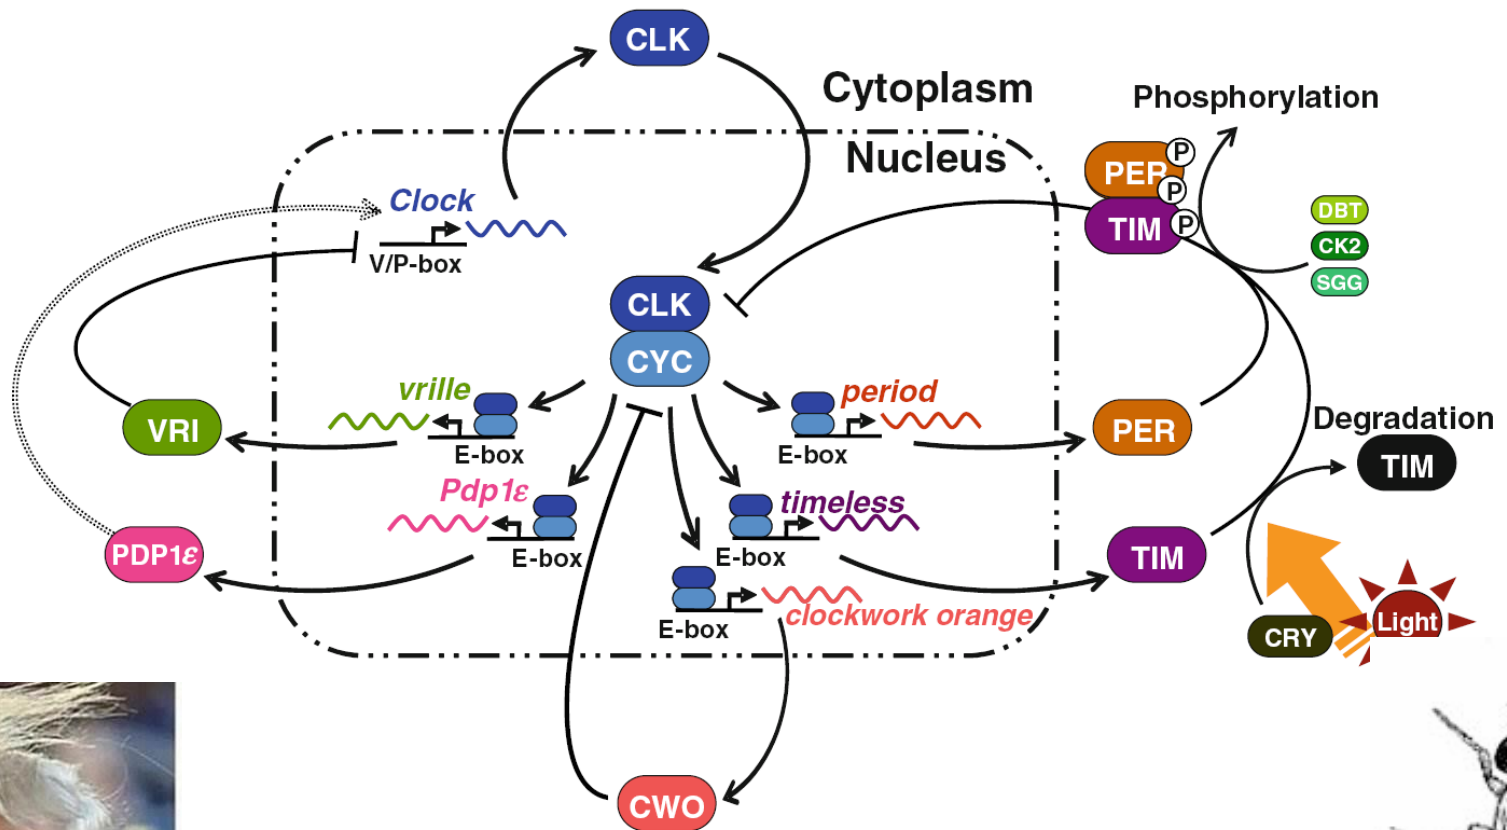 CLK
Cytoplasm
Phosphorylation
Nucleus
PER
P
P
TIM
P
DBT
CK2
SGG
Clock
V/P-box
CLK
CYC
vrille
E-box
period
E-box
VRI
PER
Degradation
TIM
Pdp1ε
E-box
timeless
E-box
PDP1ε
TIM
clockwork orange
E-box
CRY
Light
CWO